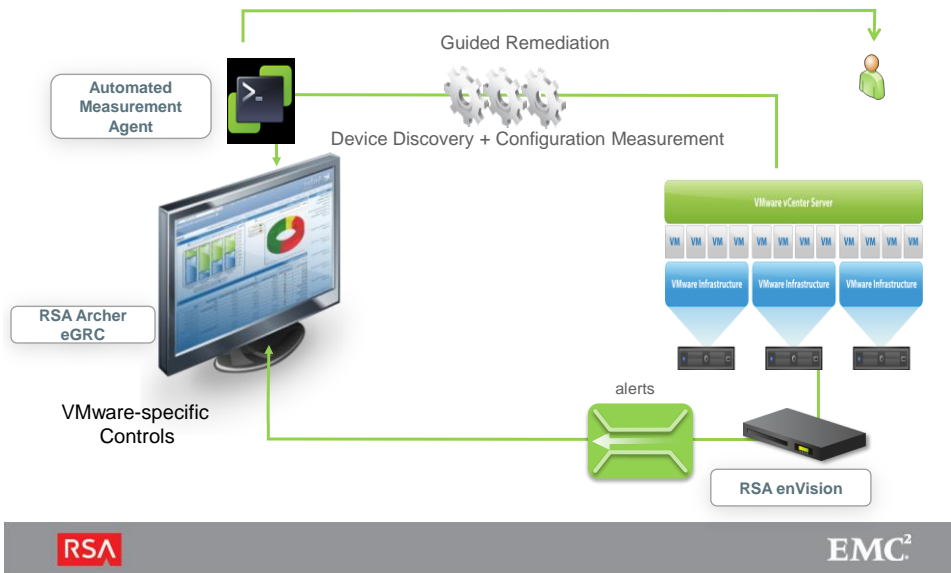 Guided Remediation
Automated
Measurement
Agent
>_
Device Discovery + Configuration Measurement
VMware vCenter Server
VM VM VM VM VM VM VM VM VM VM VM VM
VMware Infrastructure VMware Infrastructure VMware Infrastructure
RSA Archer
eGRC
alerts
VMware-specific
Controls
RSA enVision
RSA
EMC²